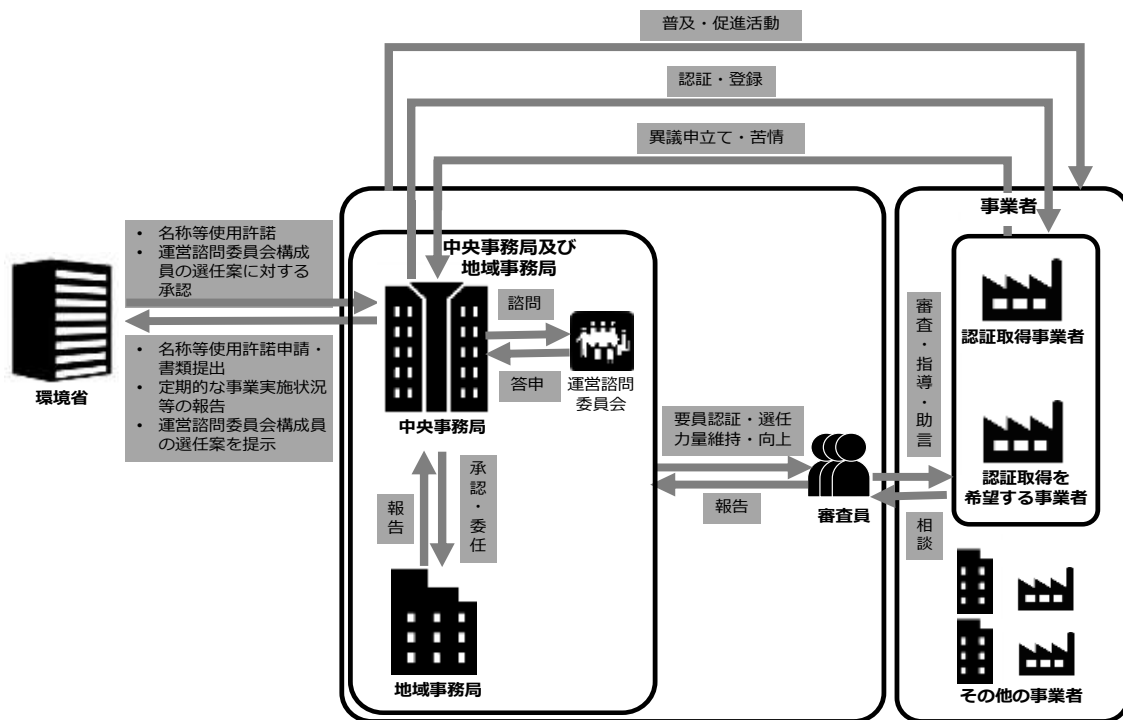 普及・促進活動
認証・登録
異議申立て・苦情
• 名称等使用許諾
• 運営諮問委員会構成
員の選任案に対する
承認
環境省
• 名称等使用許諾申請・
書類提出
• 定期的な事業実施状況
等の報告
• 運営諮問委員会構成員
の選任案を提示
中央事務局及び
地域事務局
諮問
答申
運営諮問
委員会
中央事務局
報告
承認・委任
地域事務局
要員認証・選任
力量維持・向上
報告
審査員
審査・指導・助言
相談
事業者
認証取得事業者
認証取得を
希望する事業者
その他の事業者